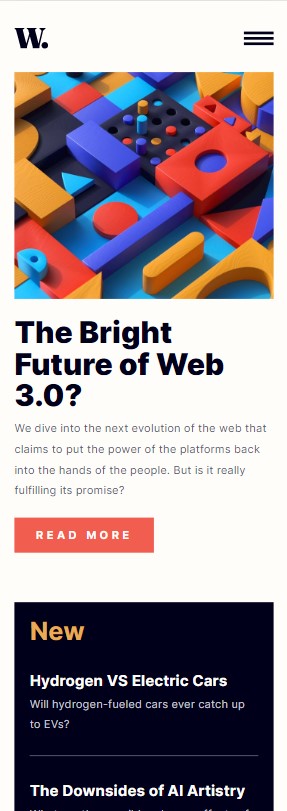 W.
The Bright
Future of Web
3.0?
We dive into the next evolution of the web that
claims to put the power of the platforms back
into the hands of the people. But is it really
fulfilling its promise?
READ MORE
New
Hydrogen VS Electric Cars
Will hydrogen-fueled cars ever catch up
to EVs?
The Downsides of AI Artistry